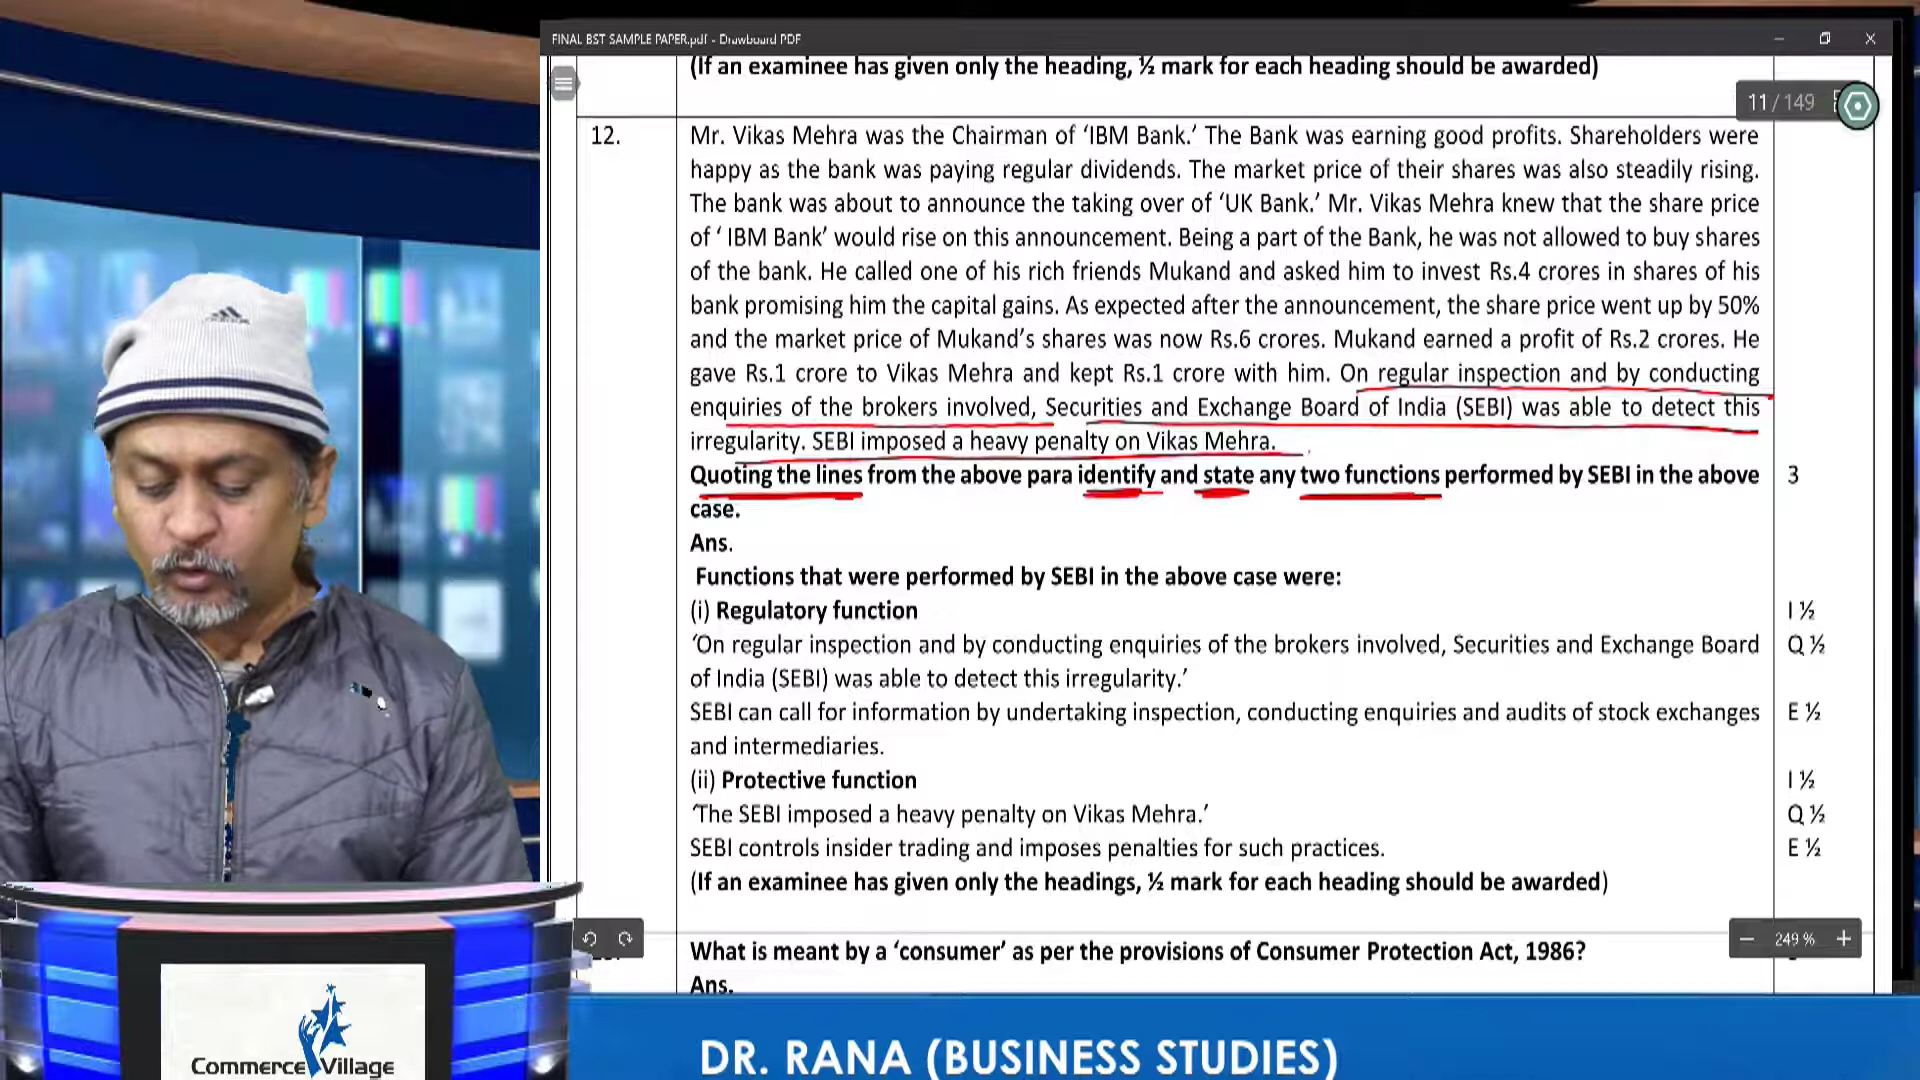 FINAL BST SAMPLE PAPER.pdf - Drawboard PDF
(If an examinee has given only the heading, ½ mark for each heading should be awarded)
11 / 149
12.
Mr. Vikas Mehra was the Chairman of ‘IBM Bank.’ The Bank was earning good profits. Shareholders were
happy as the bank was paying regular dividends. The market price of their shares was also steadily rising.
The bank was about to announce the taking over of ‘UK Bank.’ Mr. Vikas Mehra knew that the share price
of ‘ IBM Bank’ would rise on this announcement. Being a part of the Bank, he was not allowed to buy shares
of the bank. He called one of his rich friends Mukand and asked him to invest Rs.4 crores in shares of his
bank promising him the capital gains. As expected after the announcement, the share price went up by 50%
and the market price of Mukand’s shares was now Rs.6 crores. Mukand earned a profit of Rs.2 crores. He
gave Rs.1 crore to Vikas Mehra and kept Rs.1 crore with him. On regular inspection and by conducting
enquiries of the brokers involved, Securities and Exchange Board of India (SEBI) was able to detect this
irregularity. SEBI imposed a heavy penalty on Vikas Mehra.
Quoting the lines from the above para identify and state any two functions performed by SEBI in the above 3
case.
Ans.
Functions that were performed by SEBI in the above case were:
(i) Regulatory function I ½
‘On regular inspection and by conducting enquiries of the brokers involved, Securities and Exchange Board Q ½
of India (SEBI) was able to detect this irregularity.’
SEBI can call for information by undertaking inspection, conducting enquiries and audits of stock exchanges E ½
and intermediaries.
(ii) Protective function I ½
‘The SEBI imposed a heavy penalty on Vikas Mehra.’ Q ½
SEBI controls insider trading and imposes penalties for such practices. E ½
(If an examinee has given only the headings, ½ mark for each heading should be awarded)
249 %
What is meant by a ‘consumer’ as per the provisions of Consumer Protection Act, 1986?
Ans.
Commerce Village
DR. RANA (BUSINESS STUDIES)